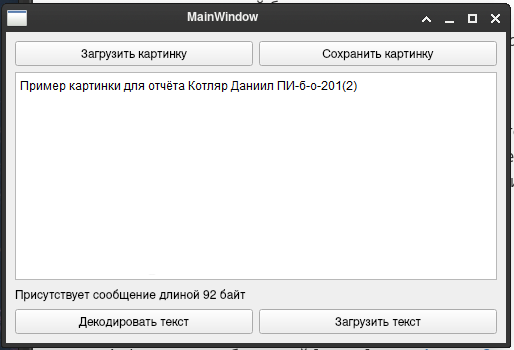 MainWindow
Загрузить картинку
Сохранить картинку
Пример картинки для отчёта Котляр Даниил ПИ-б-о-201(2)
Присутствует сообщение длиной 92 байт
Декодировать текст
Загрузить текст